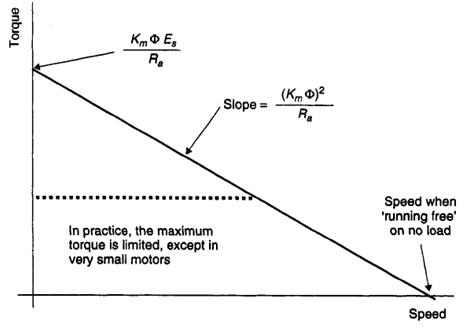 Torque
K_m Φ E_s
R_a
Slope = (K_m Φ)²
R_a
Speed when
'running free'
on no load
In practice, the maximum
torque is limited, except in
very small motors
Speed